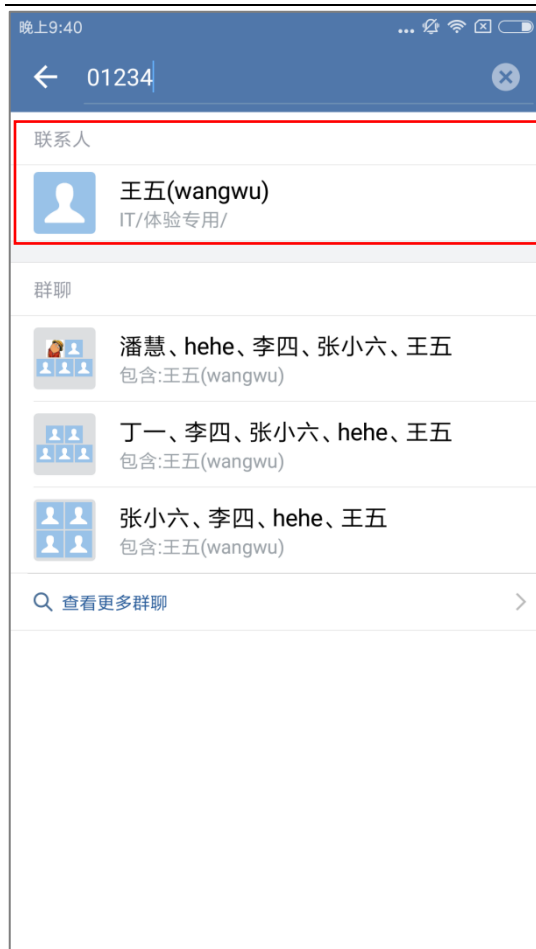 晚上9:40
01234
联系人
王五(wangwu)
IT/体验专用/
群聊
潘慧、hehe、李四、张小六、王五
包含:王五(wangwu)
丁一、李四、张小六、hehe、王五
包含:王五(wangwu)
张小六、李四、hehe、王五
包含:王五(wangwu)
查看更多群聊